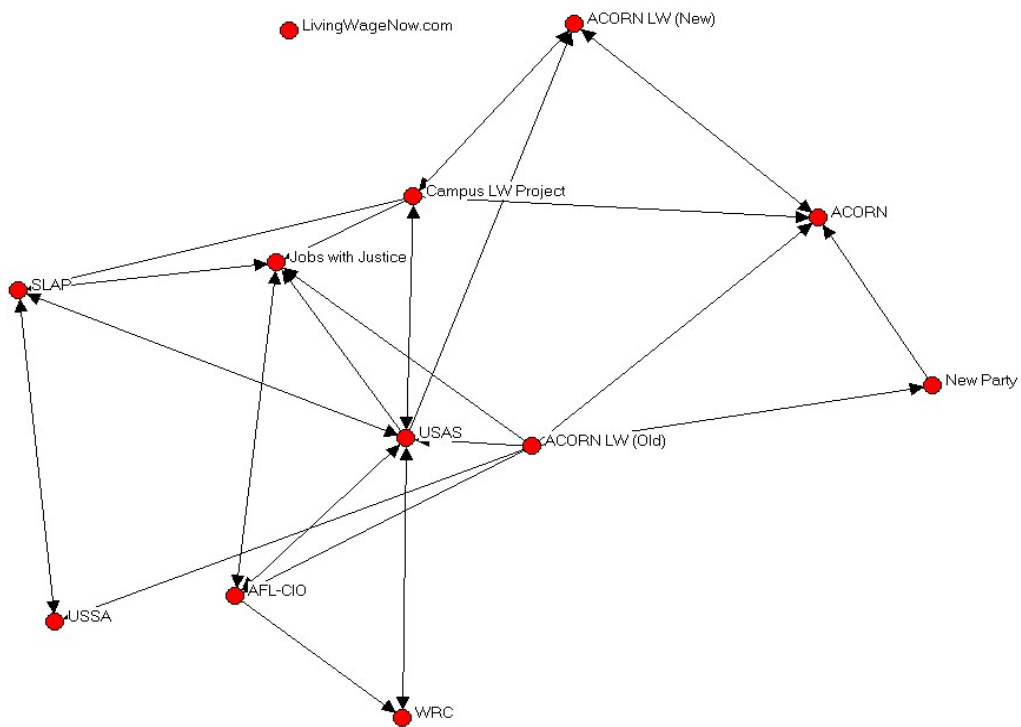 ACORN LW (New)
LivingWageNow.com
Campus LW Project
ACORN
Jobs with Justice
SLAP
New Party
USAS
ACORN LW (Old)
AFL-CIO
USSA
WRC